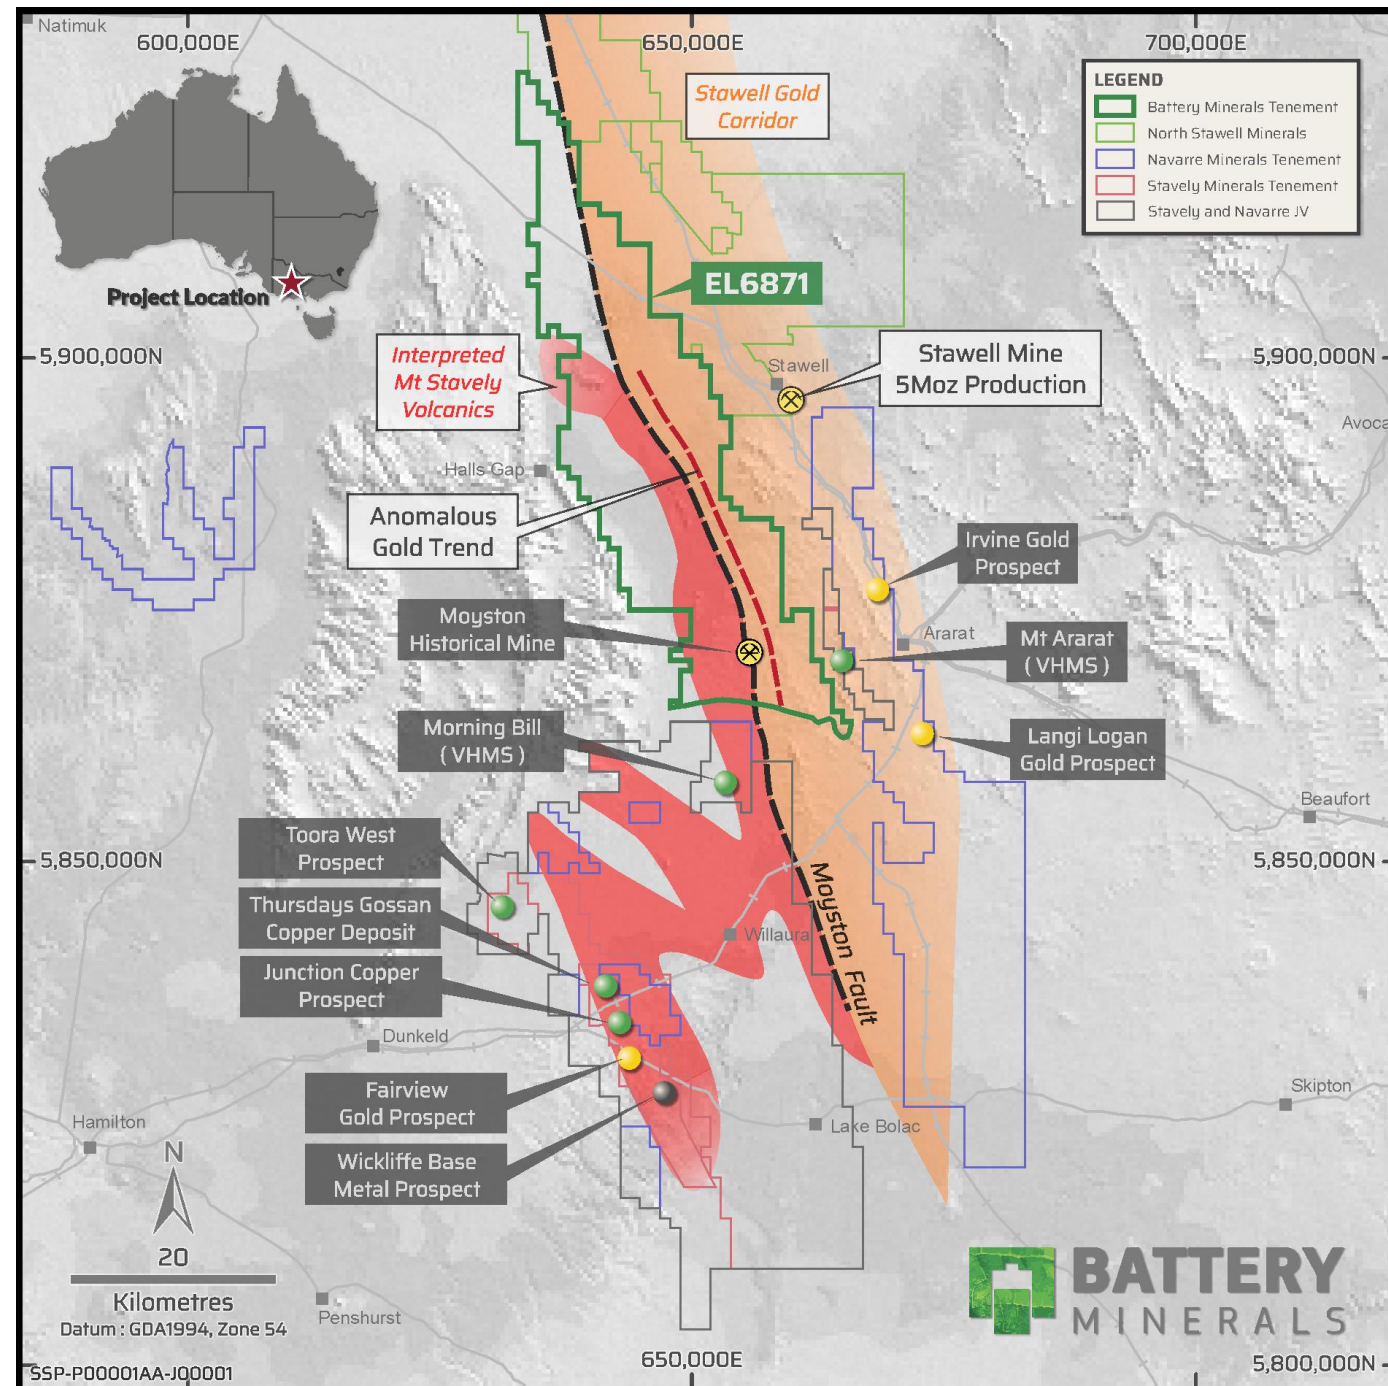 Natimuk
600,000E
650,000E
700,000E
LEGEND
Battery Minerals Tenement
North Stawell Minerals
Navarre Minerals Tenement
Stavely Minerals Tenement
Stavely and Navarre JV
Stawell Gold
Corridor
EL6871
Project Location
5,900,000N
5,900,000N
Interpreted
Mt Stavely
Volcanics
Stawell
Stawell Mine
5Moz Production
Avoca
Halls Gap
Anomalous
Gold Trend
Irvine Gold
Prospect
Moyston
Historical Mine
Ararat
Mt Ararat
( VHMS )
Morning Bill
( VHMS )
Langi Logan
Gold Prospect
Beaufort
Toora West
Prospect
5,850,000N
5,850,000N
Moyston Fault
Thursdays Gossan
Copper Deposit
Willaura
Junction Copper
Prospect
Dunkeld
Fairview
Gold Prospect
Skipton
Hamilton
Lake Bolac
Wickliffe Base
Metal Prospect
N
20
Kilometres
Datum : GDA1994, Zone 54
Penshurst
BATTERY
MINERALS
650,000E
5,800,000N
SSP-P00001AA-J00001